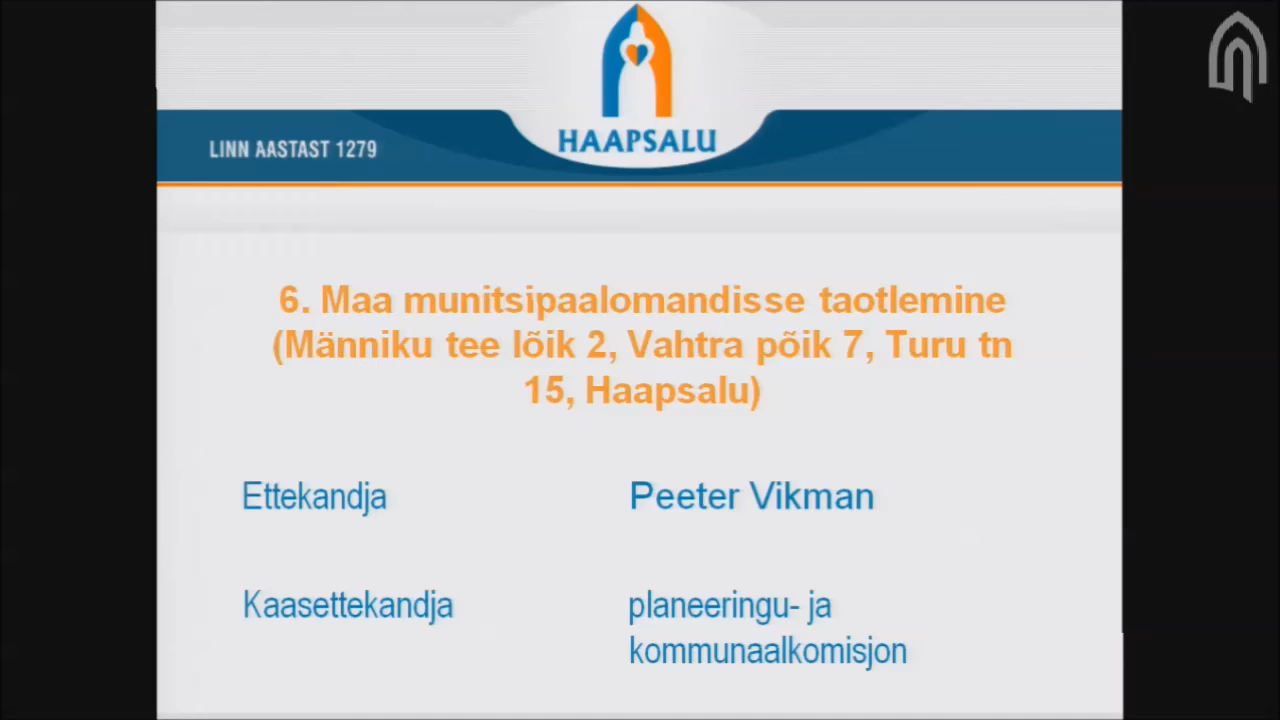 HAAPSALU
LINN AASTAST 1279
6. Maa munitsipaalomandisse taotlemine
(Männiku tee lõik 2, Vahtra põik 7, Turu tn
15, Haapsalu)
Ettekandja Peeter Vikman
Kaasettekandja planeeringu- ja
kommunaalkomisjon